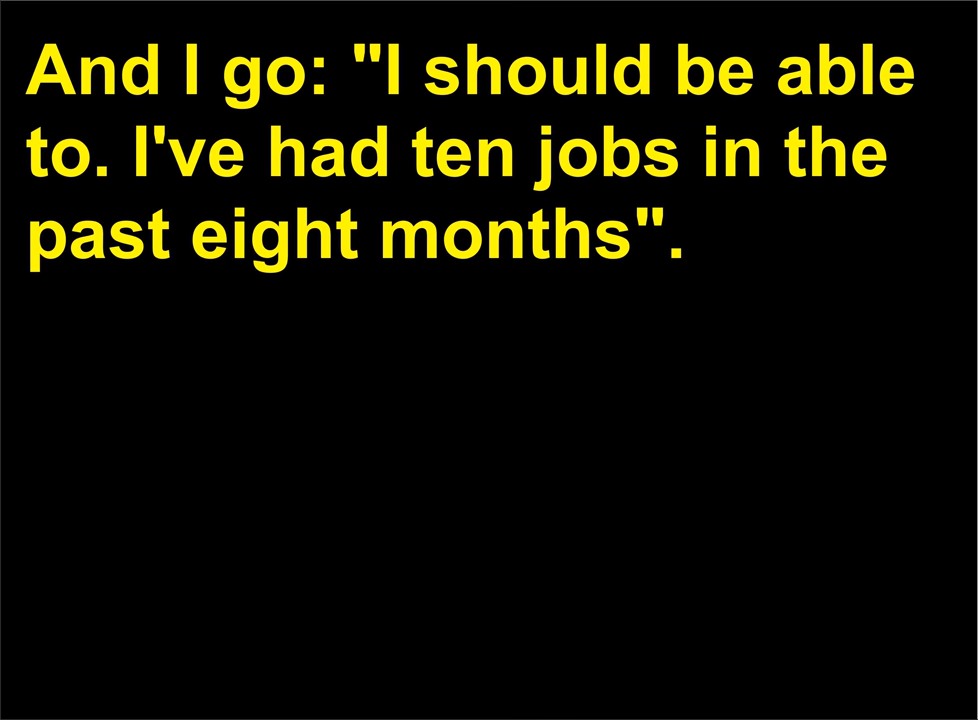 And I go: "I should be able
to. I've had ten jobs in the
past eight months".